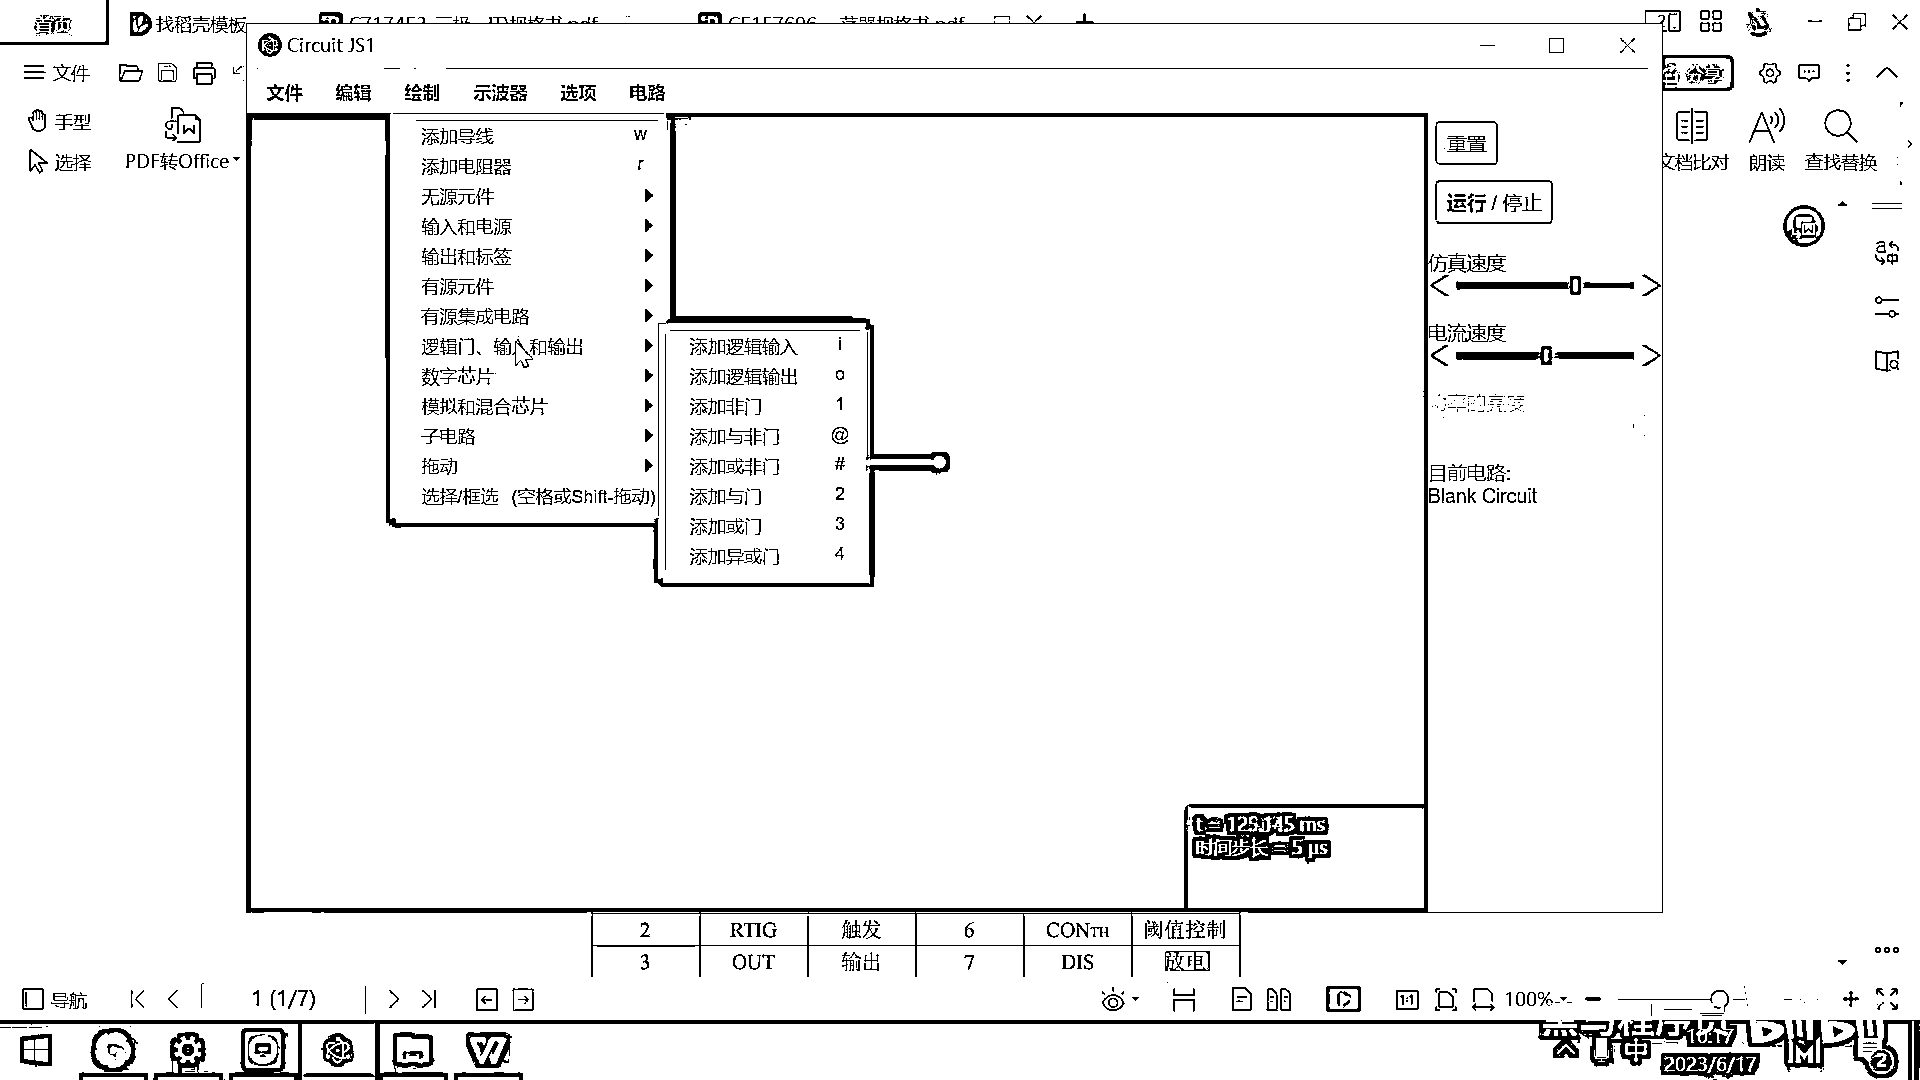 首页
找稻壳模板
Circuit JS1
文件
手型
选择
PDF转Office
文件 编辑 绘制 示波器 选项 电路
添加导线 w
添加电阻器 r
无源元件
输入和电源
输出和标签
有源元件
有源集成电路
逻辑门、输入和输出
数字芯片
模拟和混合芯片
子电路
拖动
选择/框选 (空格或Shift-拖动)
添加逻辑输入 i
添加逻辑输出 o
添加非门 1
添加与非门 @
添加或非门 #
添加与门 2
添加或门 3
添加异或门 4
重置
运行 / 停止
仿真速度
电流速度
目前电路:
Blank Circuit
文档比对
朗读
查找替换
t = 129.145 ms
时间步长 = 5 µs
2 RTIG 触发 6 CONTH 阈值控制
3 OUT 输出 7 DIS 放电
导航
1 (1/7)
1:1
100%
中
10:17
2023/6/17
2